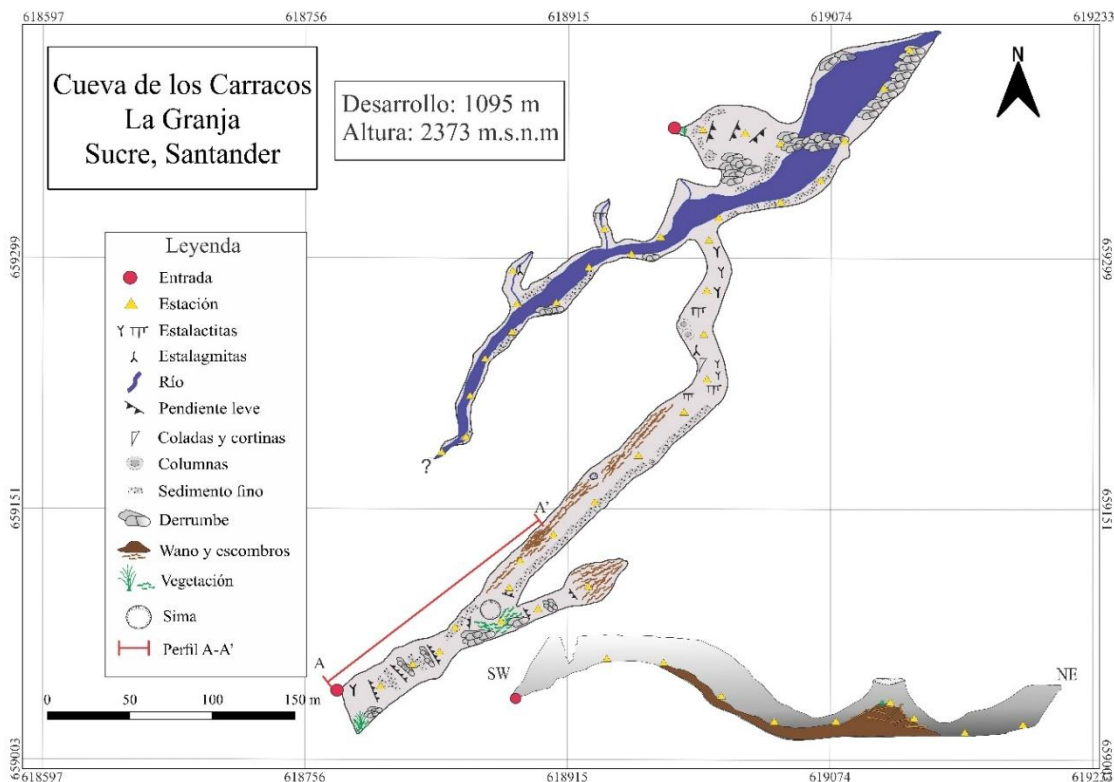 618597 618756 618915 619074 619233
Cueva de los Carracos
La Granja
Sucre, Santander
Desarrollo: 1095 m
Altura: 2373 m.s.n.m
N
659299
659299
Leyenda
Entrada
Estación
Estalactitas
Estalagmitas
Río
Pendiente leve
Coladas y cortinas
Columnas
Sedimento fino
Derrumbe
Wano y escombros
Vegetación
Sima
Perfil A-A'
?
659151
659151
A'
A
SW
NE
0 50 100 150 m
659003
659003
618597 618756 618915 619074 619233